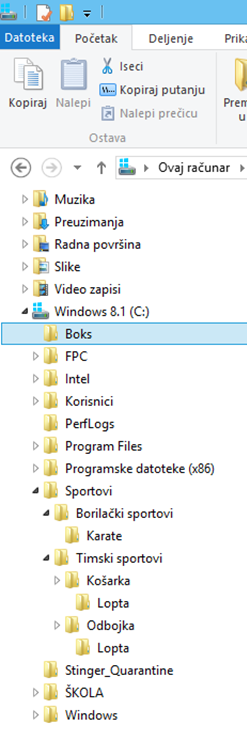 Datoteka Početak Deljenje Prika
Iseci
Kopiraj Nalepi Kopiraj putanju
Nalepi prečicu
Prem
u
Ostava
Ovaj računar
Muzika
Preuzimanja
Radna površina
Slike
Video zapisi
Windows 8.1 (C:)
Boks
FPC
Intel
Korisnici
PerfLogs
Program Files
Programske datoteke (x86)
Sportovi
Borilački sportovi
Karate
Timski sportovi
Košarka
Lopta
Odbojka
Lopta
Stinger_Quarantine
ŠKOLA
Windows